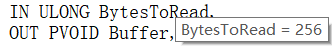 IN ULONG BytesToRead,
OUT PVOID Buffer,
BytesToRead = 256